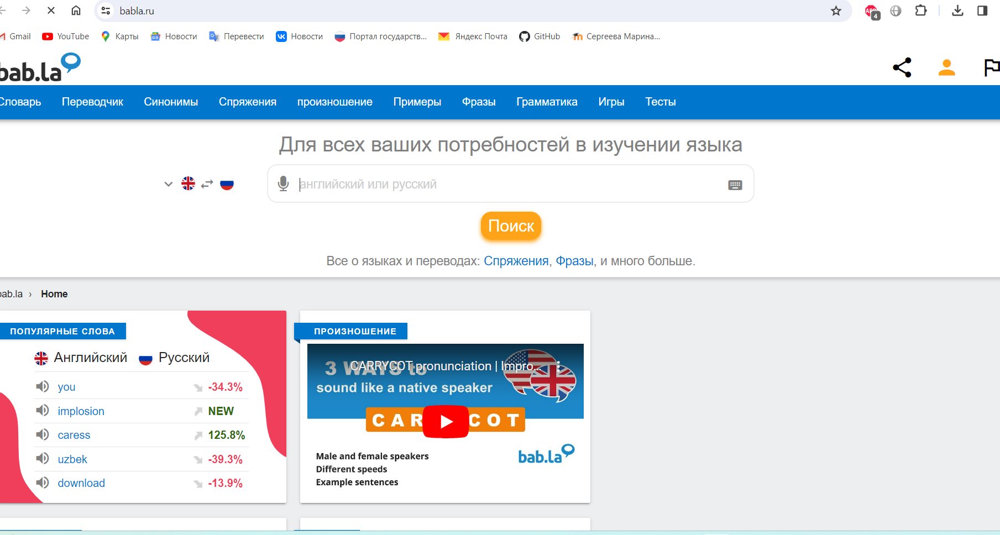 babla.ru
4
Gmail YouTube Карты Новости Перевести Новости Портал государств... Яндекс Почта GitHub Сергеева Марина...
bab.la
Словарь Переводчик Синонимы Спряжения произношение Примеры Фразы Грамматика Игры Тесты
Для всех ваших потребностей в изучении языка
английский или русский
Поиск
Все о языках и переводах: Спряжения, Фразы, и много больше.
bab.la › Home
ПОПУЛЯРНЫЕ СЛОВА
Английский Русский
you -34.3%
implosion NEW
caress 125.8%
uzbek -39.3%
download -13.9%
ПРОИЗНОШЕНИЕ
CARRYCOT pronunciation | Impro...
3 WAYS to
sound like a native speaker
Male and female speakers
Different speeds
Example sentences
bab.la